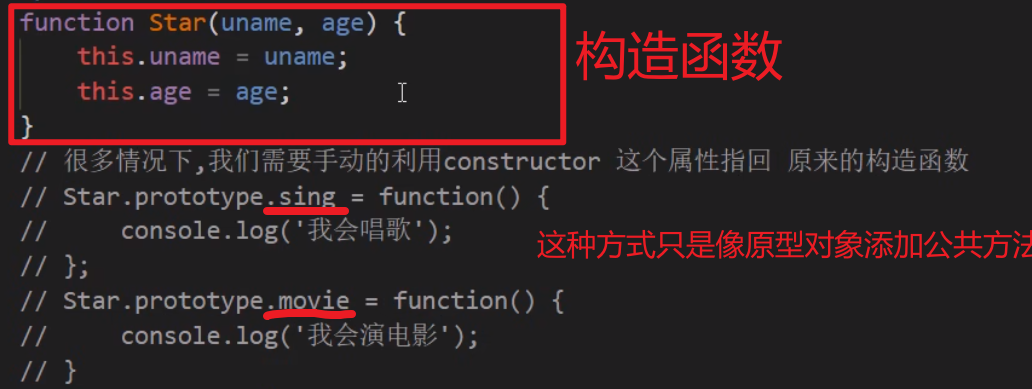 function Star(uname, age) {
this.uname = uname;
this.age = age;
}
构造函数
// 很多情况下,我们需要手动的利用constructor 这个属性指回 原来的构造函数
// Star.prototype.sing = function() {
//     console.log('我会唱歌');
// };
这种方式只是像原型对象添加公共方法
// Star.prototype.movie = function() {
//     console.log('我会演电影');
// }